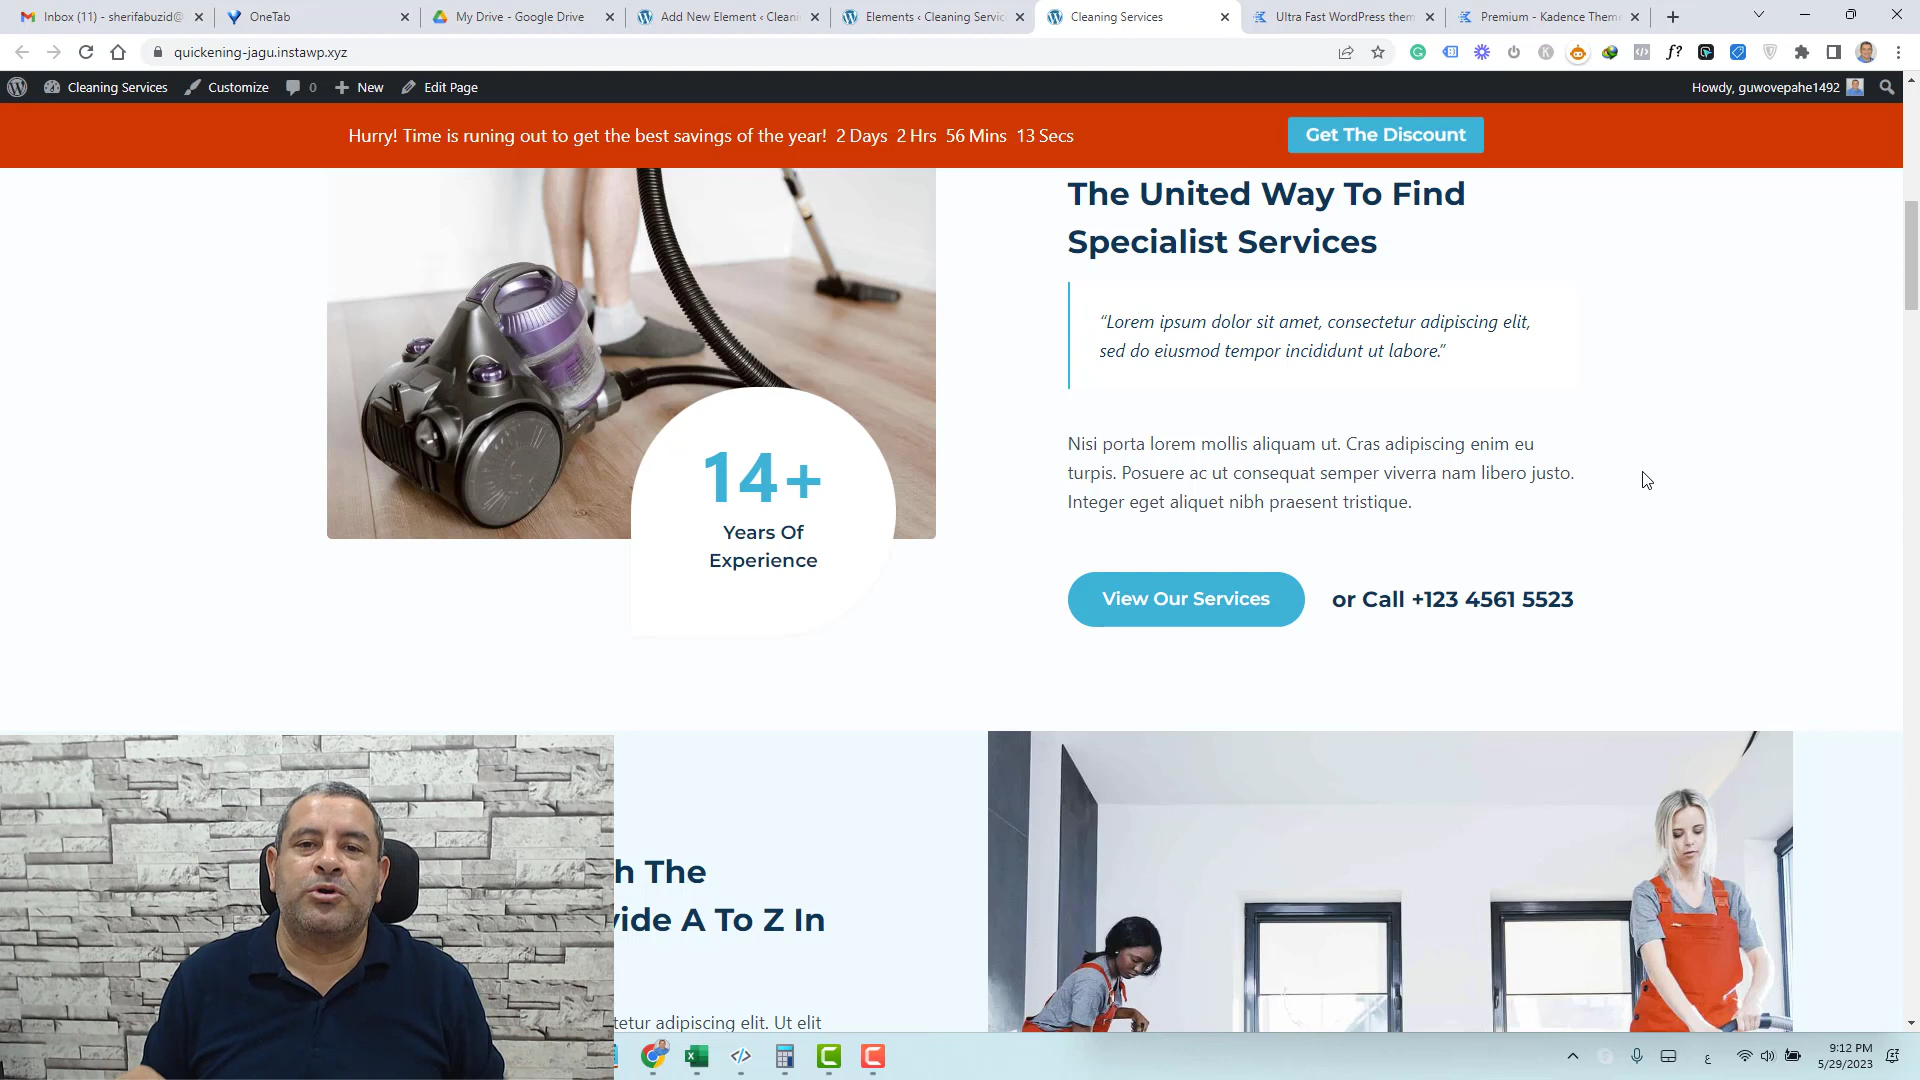 Inbox (11) - sherifabuzid@
OneTab
My Drive - Google Drive
Add New Element ‹ Cleani
Elements ‹ Cleaning Servic
Cleaning Services
Ultra Fast WordPress them
Premium - Kadence Theme
quickening-jagu.instawp.xyz
Cleaning Services
Customize
0
New
Edit Page
Howdy, guwovepahe1492
Hurry! Time is runing out to get the best savings of the year! 2 Days 2 Hrs 56 Mins 13 Secs
Get The Discount
The United Way To Find
Specialist Services
“Lorem ipsum dolor sit amet, consectetur adipiscing elit,
sed do eiusmod tempor incididunt ut labore.”
14+
Years Of
Experience
Nisi porta lorem mollis aliquam ut. Cras adipiscing enim eu
turpis. Posuere ac ut consequat semper viverra nam libero justo.
Integer eget aliquet nibh praesent tristique.
View Our Services
or Call +123 4561 5523
h The
vide A To Z In
tetur adipiscing elit. Ut elit
ع
9:12 PM
5/29/2023